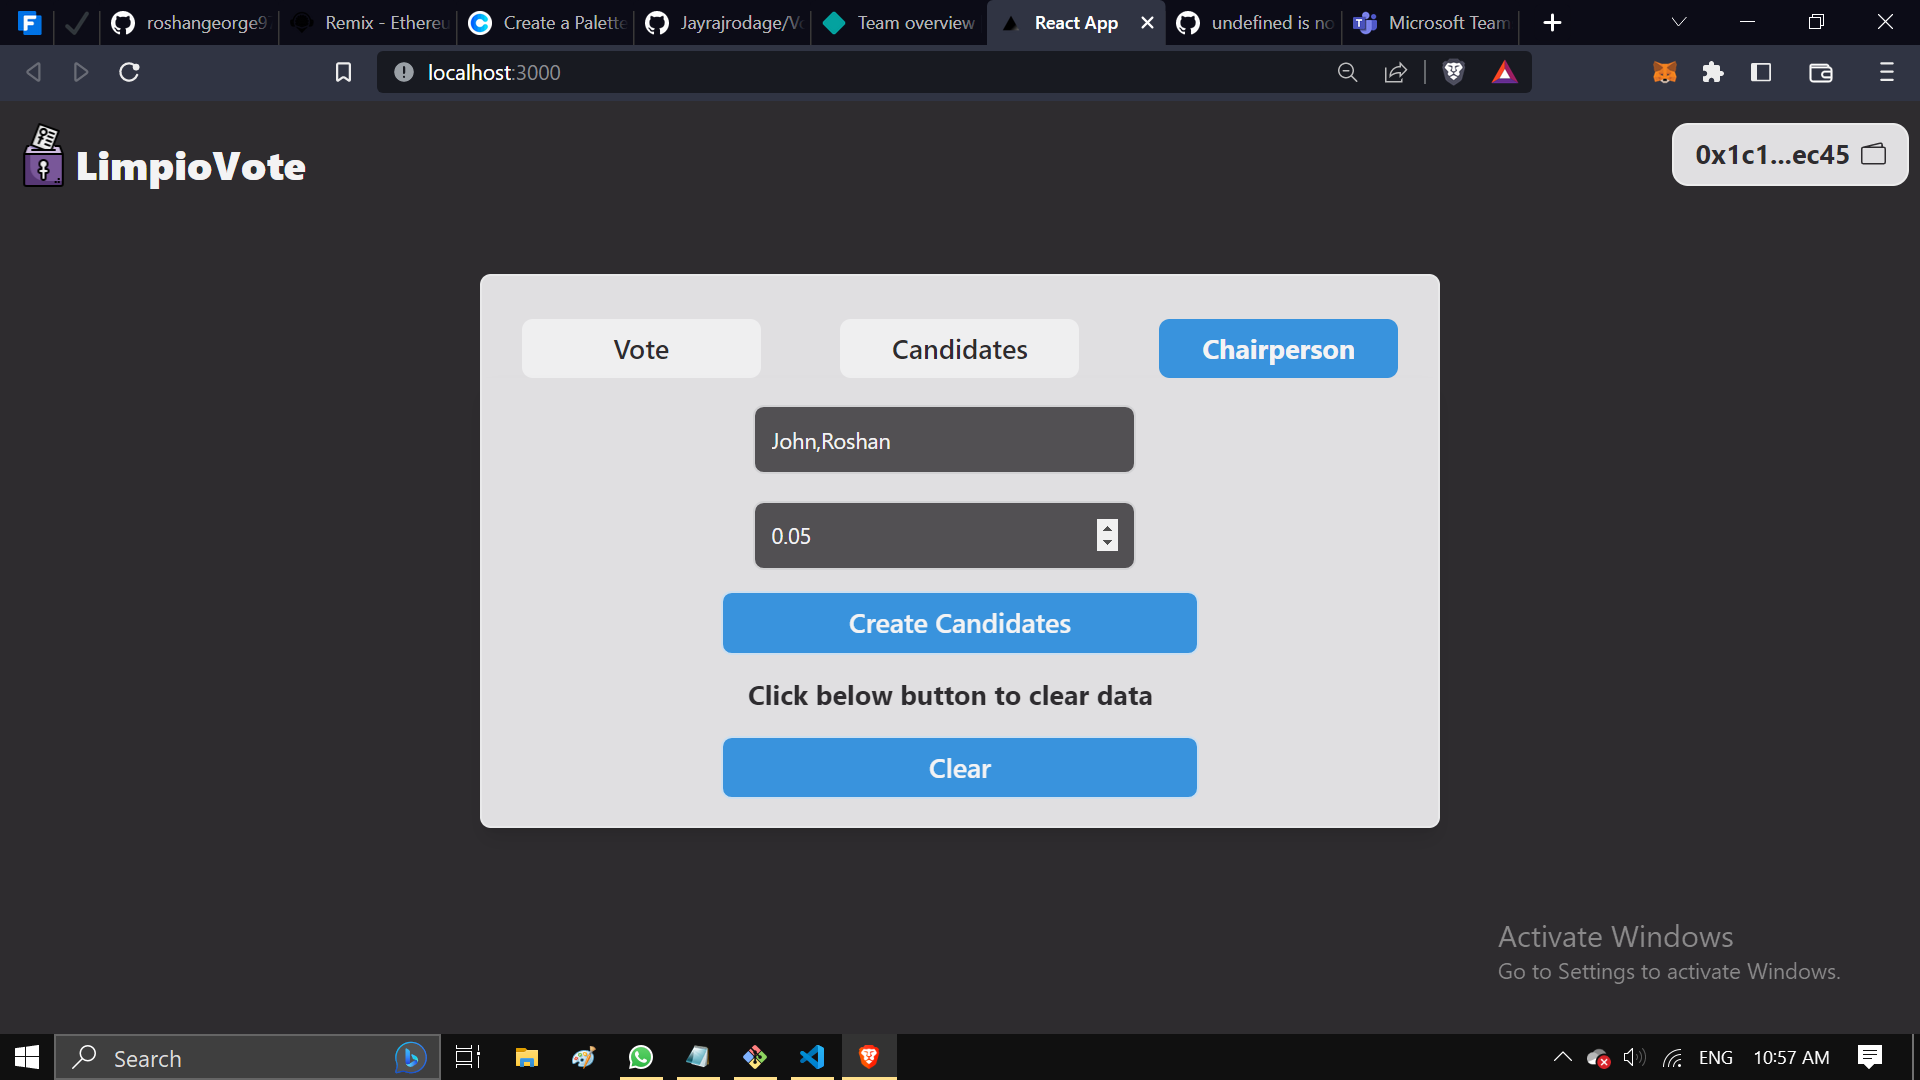 roshangeorge97
Remix - Ethereu
Create a Palette
Jayrajrodage/Vo
Team overview
React App
undefined is no
Microsoft Team
localhost:3000
LimpioVote
0x1c1...ec45
Vote
Candidates
Chairperson
John,Roshan
0.05
Create Candidates
Click below button to clear data
Clear
Activate Windows
Go to Settings to activate Windows.
Search
ENG
10:57 AM